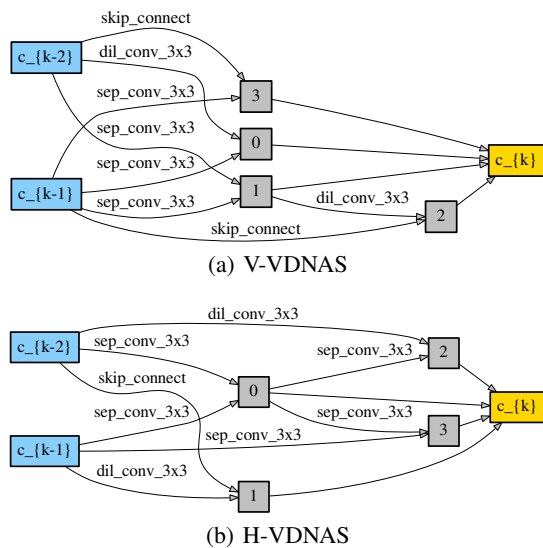 skip_connect
c_{k-2}
dil_conv_3x3
sep_conv_3x3
3
sep_conv_3x3
0
c_{k}
sep_conv_3x3
c_{k-1}
1
dil_conv_3x3
sep_conv_3x3
2
skip_connect
(a) V-VDNAS
dil_conv_3x3
c_{k-2}
sep_conv_3x3
sep_conv_3x3
2
skip_connect
0
c_{k}
sep_conv_3x3
sep_conv_3x3
3
c_{k-1}
sep_conv_3x3
dil_conv_3x3
1
(b) H-VDNAS